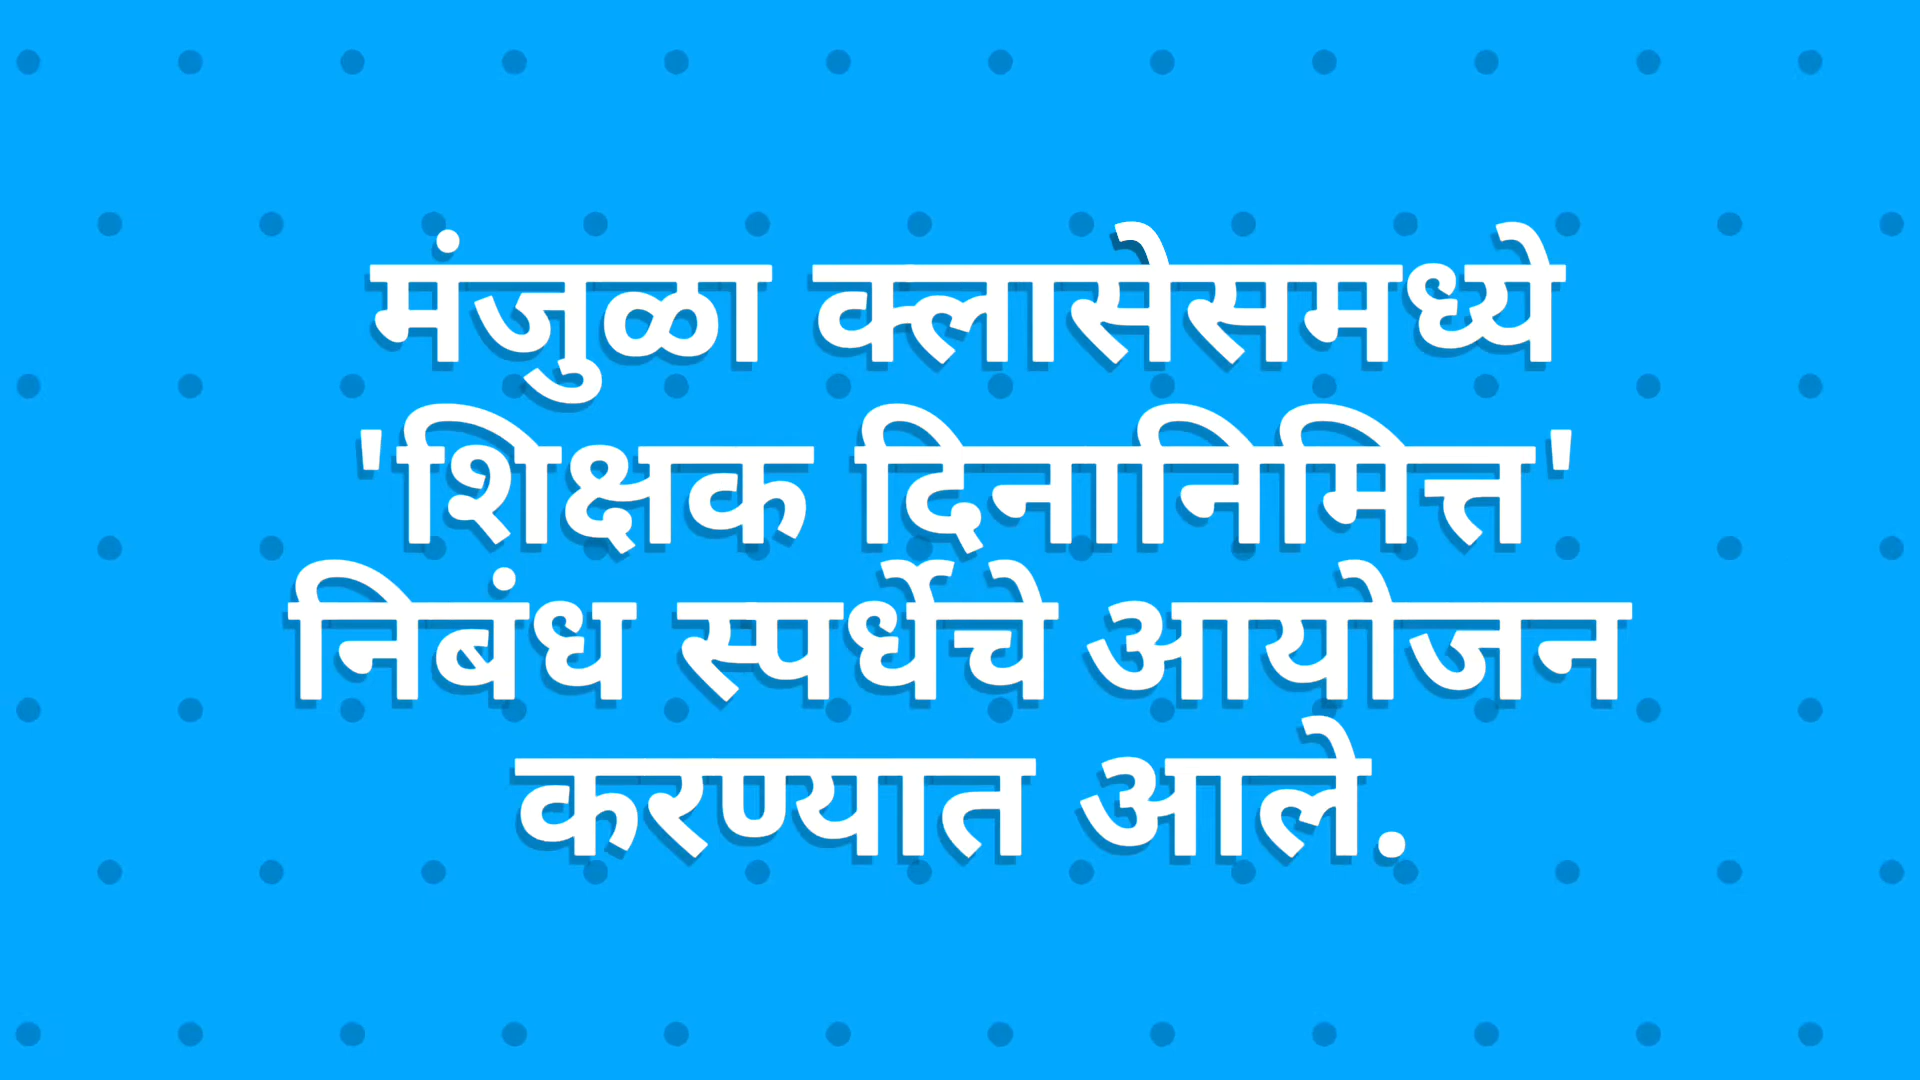 मंजुळा क्लासेसमध्ये
'शिक्षक दिनानिमित्त'
निबंध स्पर्धेचे आयोजन
करण्यात आले.